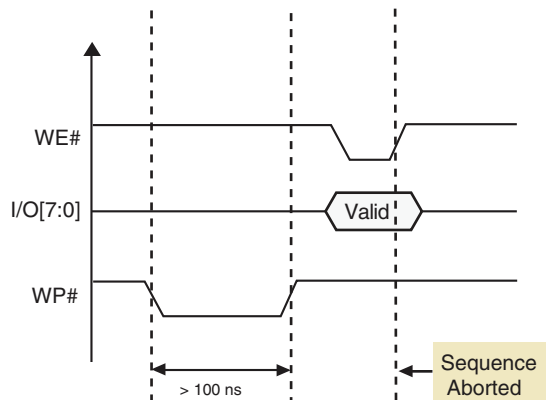 WE#
I/O[7:0]
Valid
WP#
> 100 ns
Sequence
Aborted